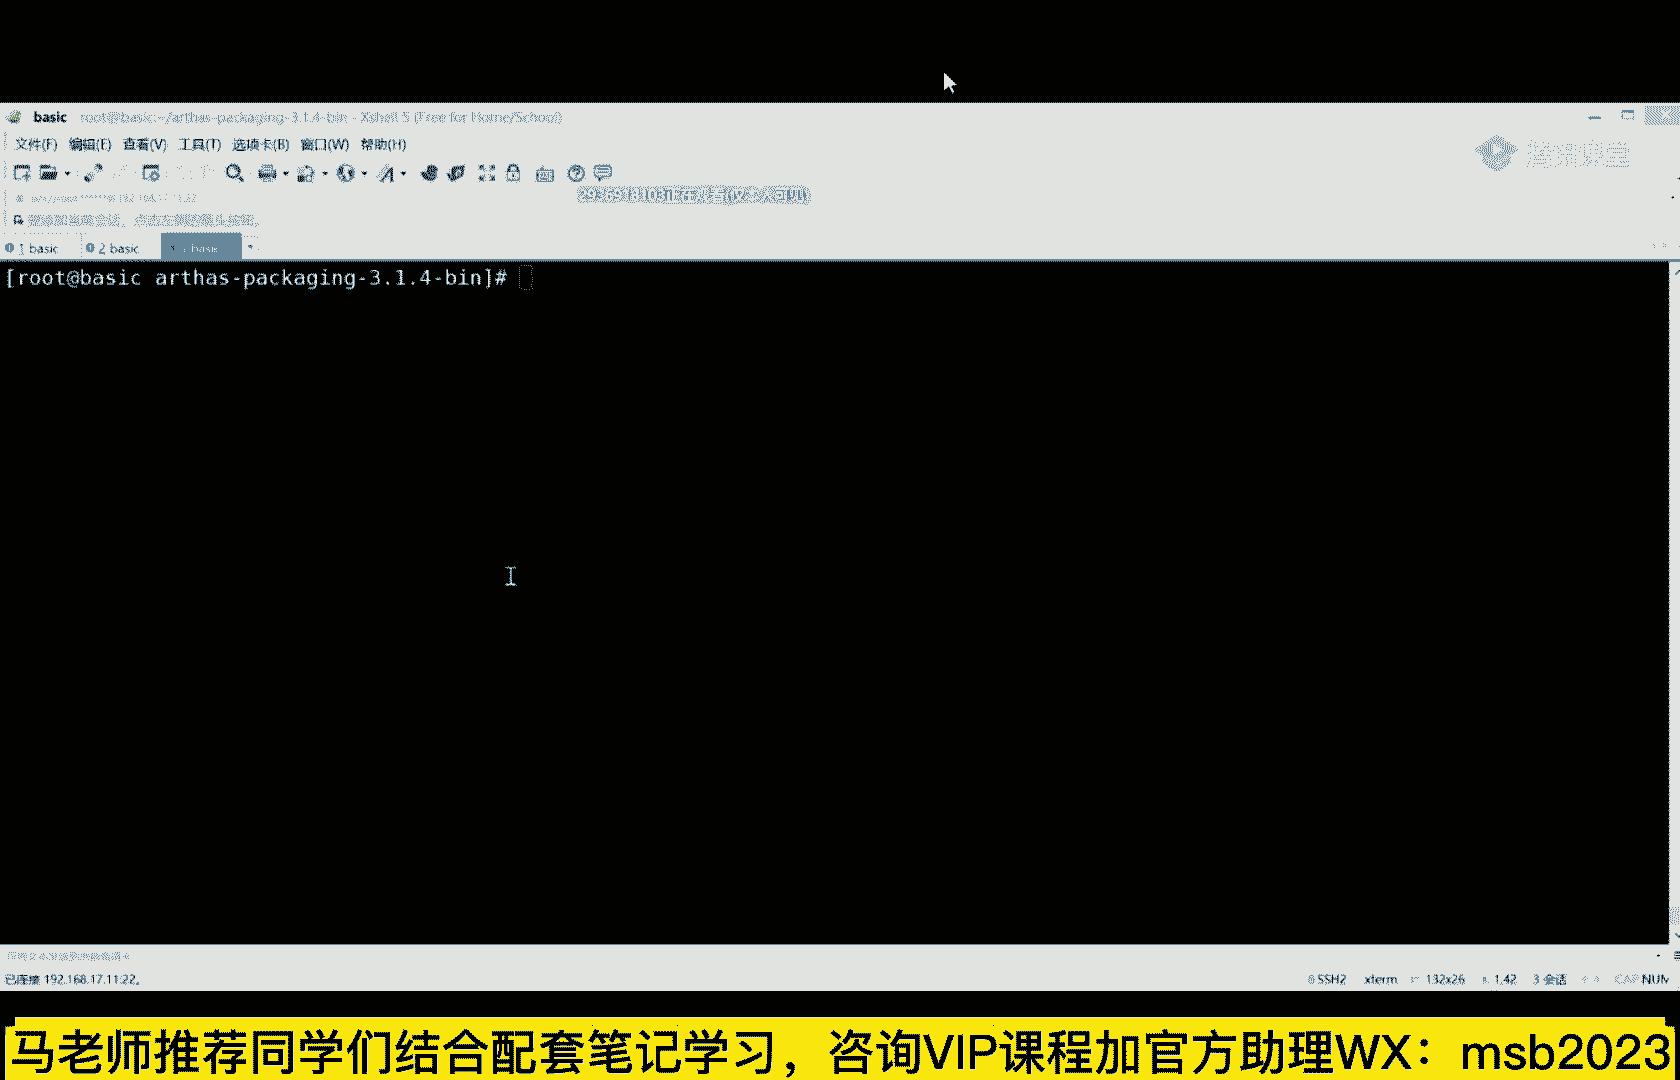 basic root@basic:~/arthas-packaging-3.1.4-bin - Xshell 5 (Free for Home/School)
文件(F) 编辑(E) 查看(V) 工具(T) 选项卡(B) 窗口(W) 帮助(H)
1 basic 2 basic basic
[root@basic arthas-packaging-3.1.4-bin]#
已连接 192.168.17.11:22。 SSH2 xterm 132x26 1,42 3 会话 CAP NUM
马老师推荐同学们结合配套笔记学习，咨询VIP课程加官方助理WX：msb2023